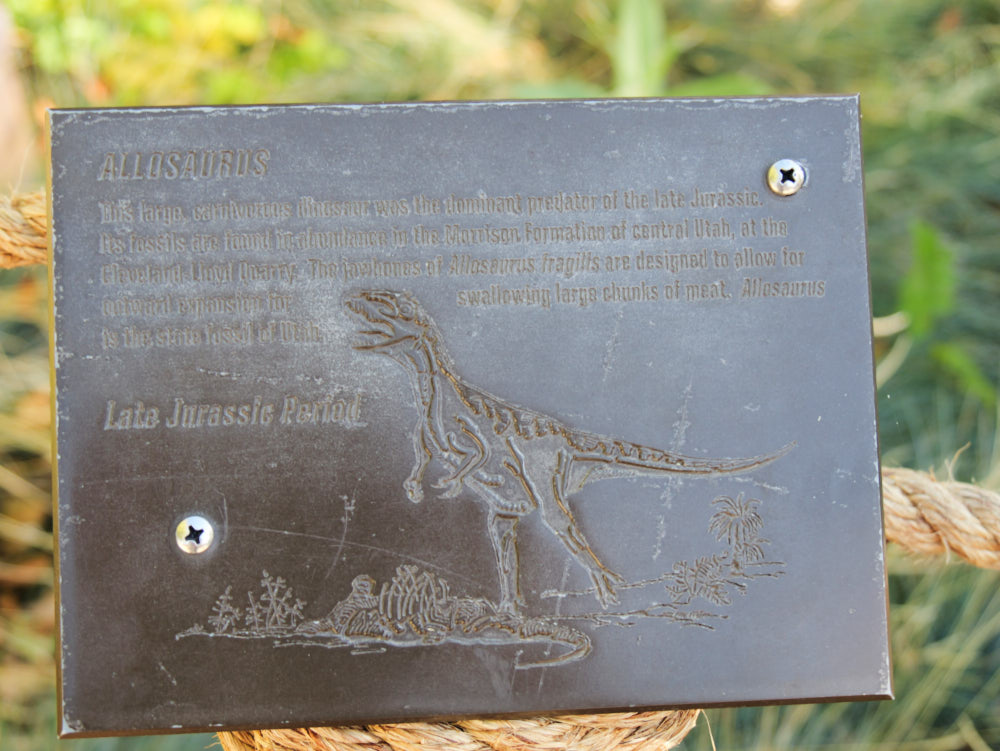 ALLOSAURUS
This large, carnivorous dinosaur was the dominant predator of the late Jurassic.
Its fossils are found in abundance in the Morrison Formation of central Utah, at the
Cleveland-Lloyd Quarry. The jawbones of Allosaurus fragilis are designed to allow for
outward expansion for swallowing large chunks of meat. Allosaurus
is the state fossil of Utah.
Late Jurassic Period